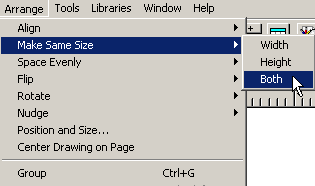 Arrange Tools Libraries Window Help
Align
Make Same Size
Width
Space Evenly
Height
Flip
Both
Rotate
Nudge
Position and Size...
Center Drawing on Page
Group Ctrl+G